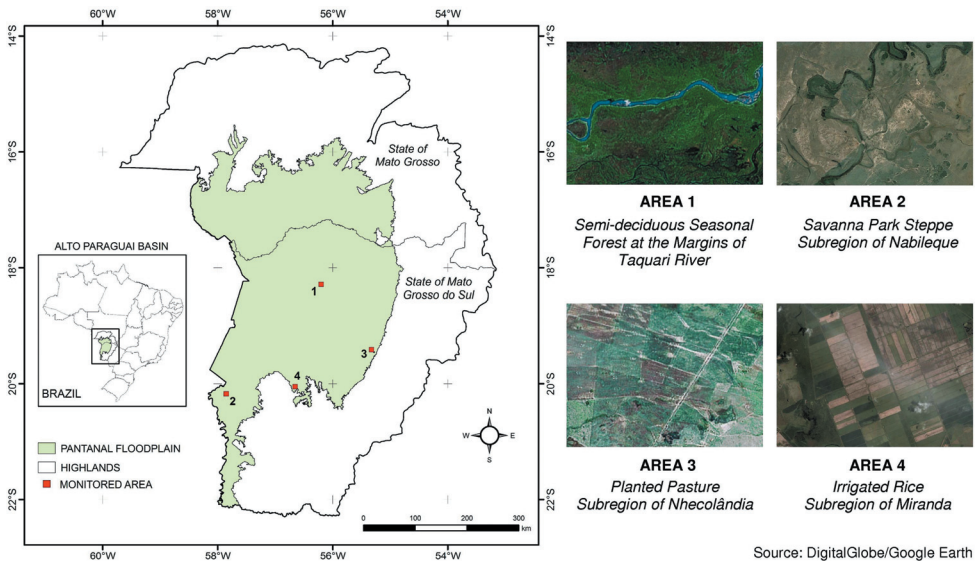 60°W 58°W 56°W 54°W
14°S 14°S
16°S 16°S
18°S 18°S
20°S 20°S
22°S 22°S
60°W 58°W 56°W 54°W
State of
Mato Grosso
State of Mato
Grosso do Sul
1
2
3
4
ALTO PARAGUAI BASIN
BRAZIL
PANTANAL FLOODPLAIN
HIGHLANDS
MONITORED AREA
N
W E
S
0 100 200 300
km
AREA 1
Semi-deciduous Seasonal
Forest at the Margins of
Taquari River
AREA 2
Savanna Park Steppe
Subregion of Nabileque
AREA 3
Planted Pasture
Subregion of Nhecolândia
AREA 4
Irrigated Rice
Subregion of Miranda
Source: DigitalGlobe/Google Earth